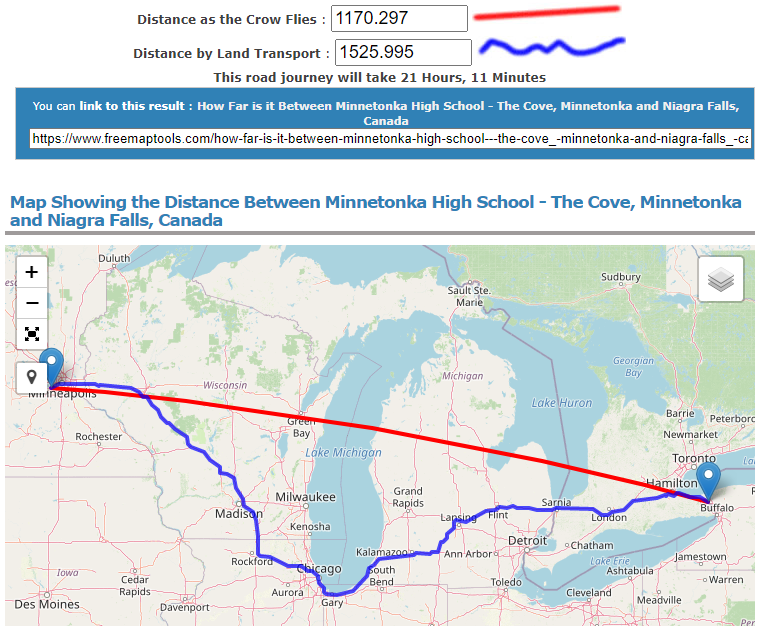 Distance as the Crow Flies : 1170.297
Distance by Land Transport : 1525.995
This road journey will take 21 Hours, 11 Minutes
You can link to this result : How Far is it Between Minnetonka High School - The Cove, Minnetonka and Niagra Falls,
Canada
https://www.freemaptools.com/how-far-is-it-between-minnetonka-high-school---the-cove_-minnetonka-and-niagra-falls_-ca
Map Showing the Distance Between Minnetonka High School - The Cove, Minnetonka
and Niagra Falls, Canada
+
−
Duluth
Sault Ste.
Marie
Sudbury
Georgian
Bay
Minneapolis
Wisconsin
Michigan
Lake Huron
Barrie
Peterboro
Newmarket
Rochester
Green
Bay
Lake Michigan
Toronto
Hamilton
Milwaukee
Grand
Rapids
Sarnia
Buffalo
Madison
Lansing
Flint
London
Kenosha
Detroit
Chatham
Rockford
Kalamazoo
Ann Arbor
Lake Erie
Jamestown
Iowa
Chicago
South
Bend
Ashtabula
Cedar
Rapids
Aurora
Toledo
Warren
Des Moines
Davenport
Gary
Cleveland
Meadville